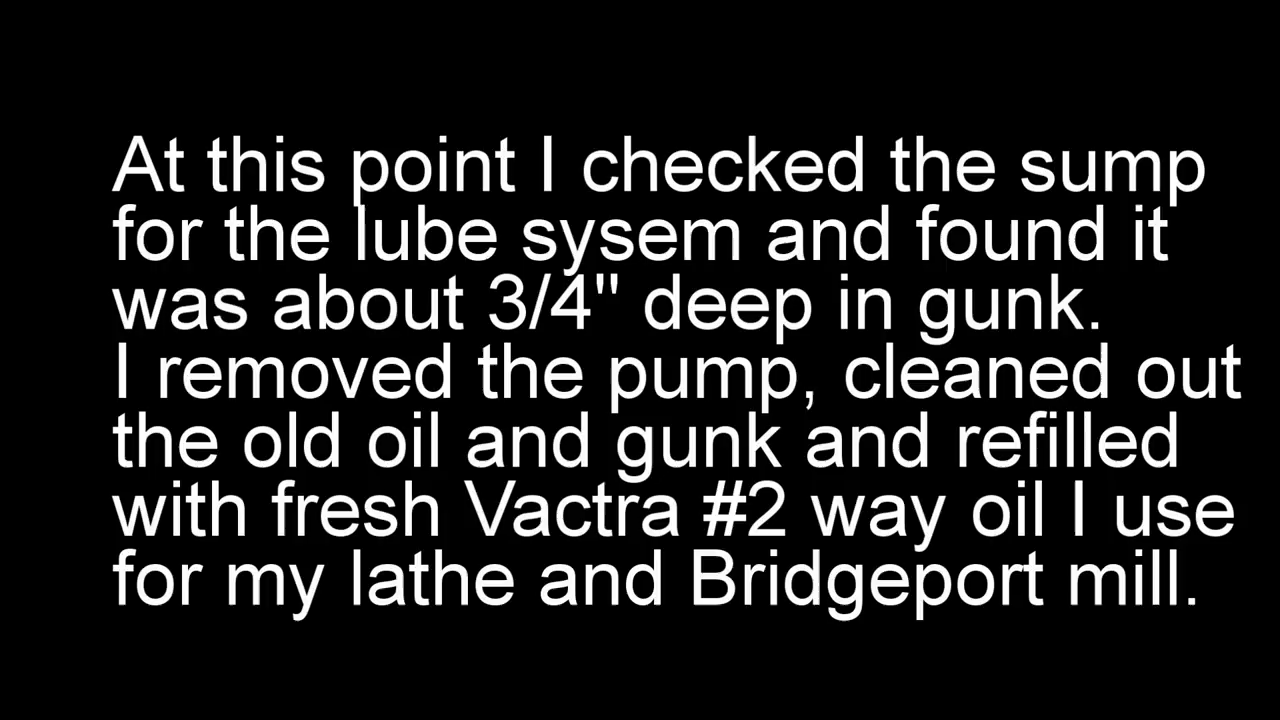 At this point I checked the sump
for the lube sysem and found it
was about 3/4" deep in gunk.
I removed the pump, cleaned out
the old oil and gunk and refilled
with fresh Vactra #2 way oil I use
for my lathe and Bridgeport mill.